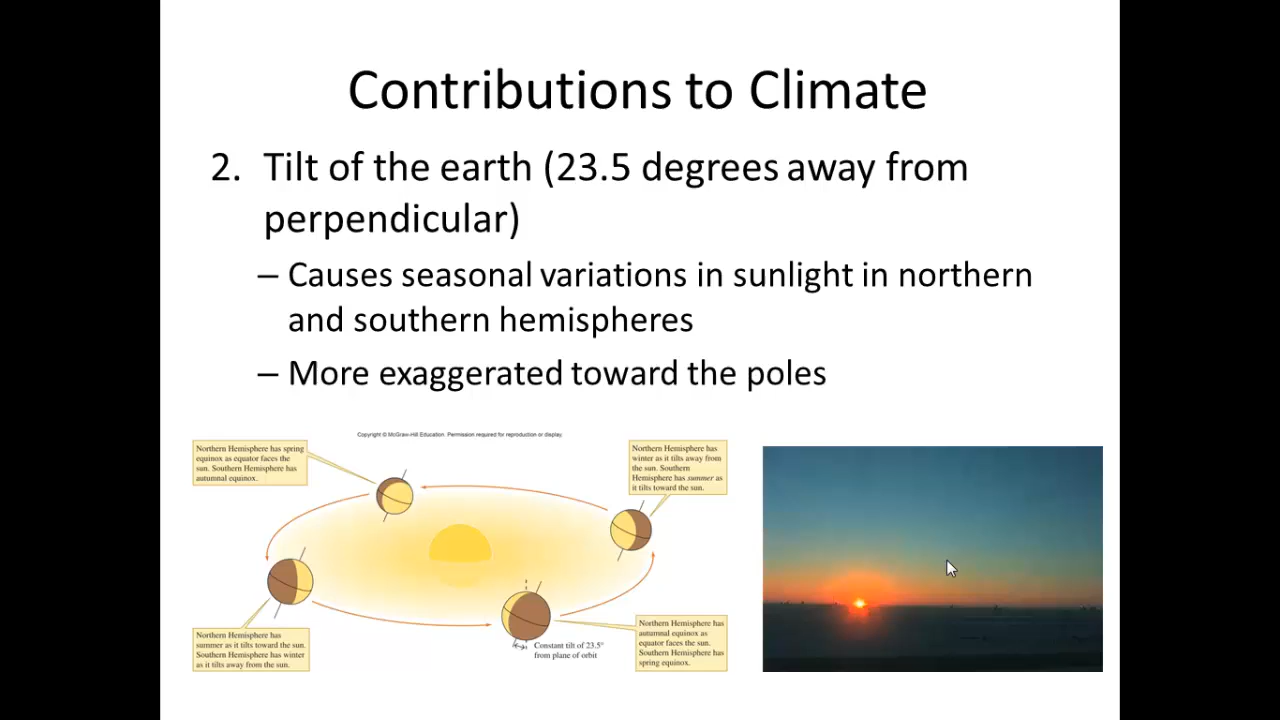 Contributions to Climate
2. Tilt of the earth (23.5 degrees away from
perpendicular)
– Causes seasonal variations in sunlight in northern
and southern hemispheres
– More exaggerated toward the poles
Copyright © McGraw-Hill Education. Permission required for reproduction or display.
Northern Hemisphere has spring
equinox as equator faces the
sun. Southern Hemisphere has
autumnal equinox.
Northern Hemisphere has
winter as it tilts away from
the sun. Southern
Hemisphere has summer as
it tilts toward the sun.
Northern Hemisphere has
summer as it tilts toward the sun.
Southern Hemisphere has winter
as it tilts away from the sun.
Constant tilt of 23.5°
from plane of orbit
Northern Hemisphere has
autumnal equinox as
equator faces the sun.
Southern Hemisphere has
spring equinox.